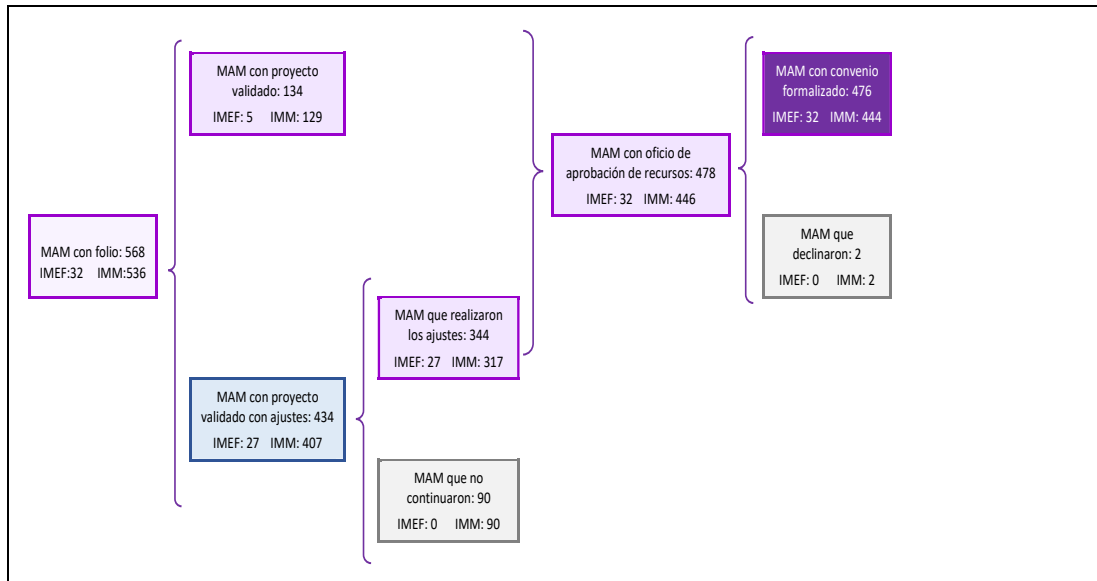 MAM con folio: 568
IMEF:32 IMM:536
MAM con proyecto
validado: 134
IMEF: 5 IMM: 129
MAM con proyecto
validado con ajustes: 434
IMEF: 27 IMM: 407
MAM que realizaron
los ajustes: 344
IMEF: 27 IMM: 317
MAM que no
continuaron: 90
IMEF: 0 IMM: 90
MAM con oficio de
aprobación de recursos: 478
IMEF: 32 IMM: 446
MAM con convenio
formalizado: 476
IMEF: 32 IMM: 444
MAM que
declinaron: 2
IMEF: 0 IMM: 2